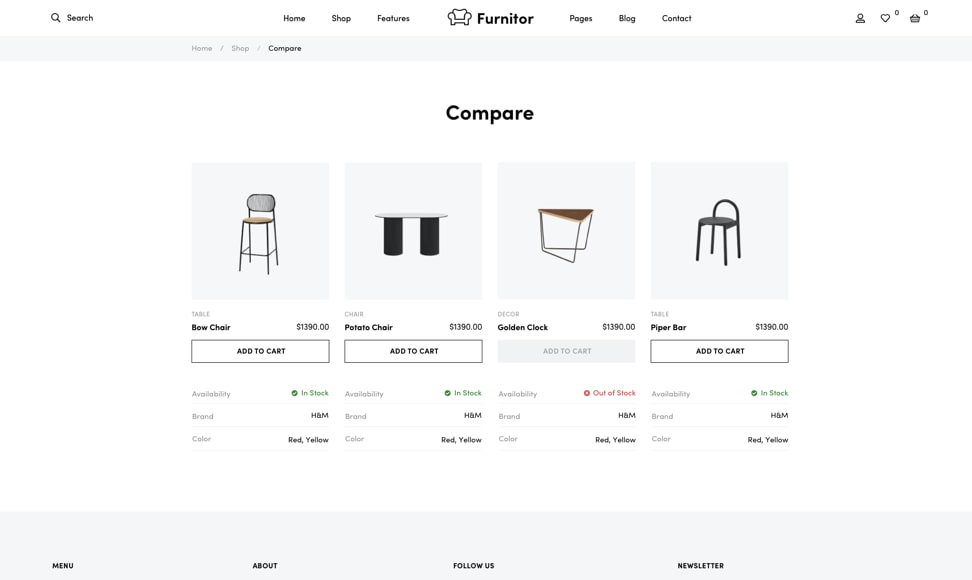 Search
Home
Shop
Features
Furnitor
Pages
Blog
Contact
0
0
Home / Shop / Compare
Compare
TABLE
Bow Chair $1390.00
ADD TO CART
Availability In Stock
Brand H&M
Color Red, Yellow
CHAIR
Potato Chair $1390.00
ADD TO CART
Availability In Stock
Brand H&M
Color Red, Yellow
DECOR
Golden Clock $1390.00
ADD TO CART
Availability Out of Stock
Brand H&M
Color Red, Yellow
TABLE
Piper Bar $1390.00
ADD TO CART
Availability In Stock
Brand H&M
Color Red, Yellow
MENU
ABOUT
FOLLOW US
NEWSLETTER